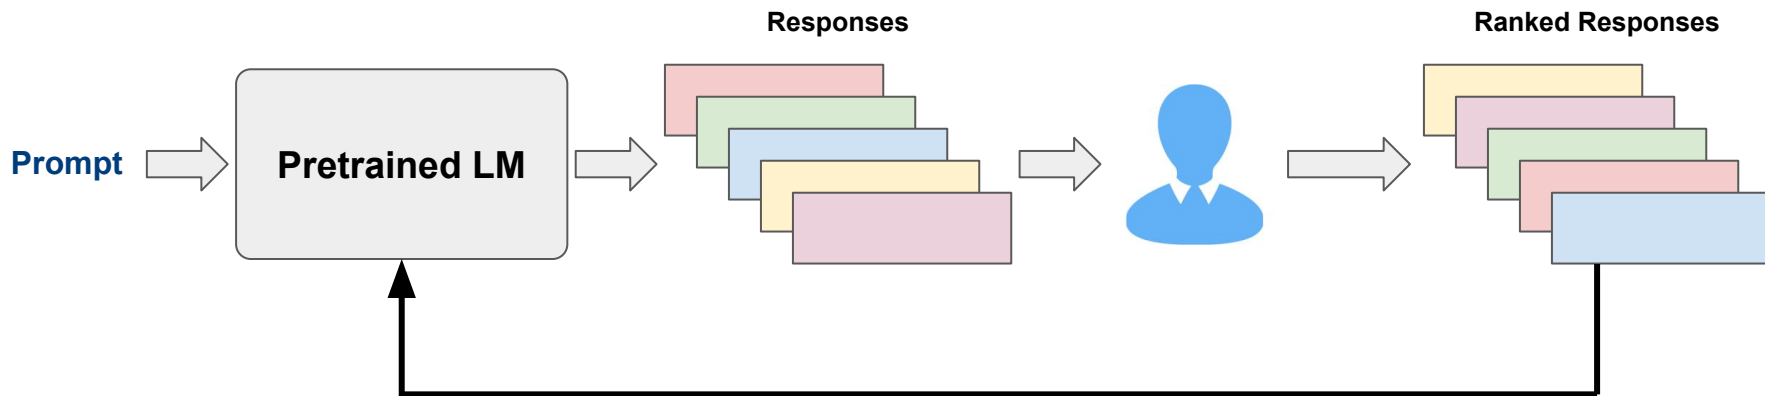 Responses
Ranked Responses
Prompt
Pretrained LM